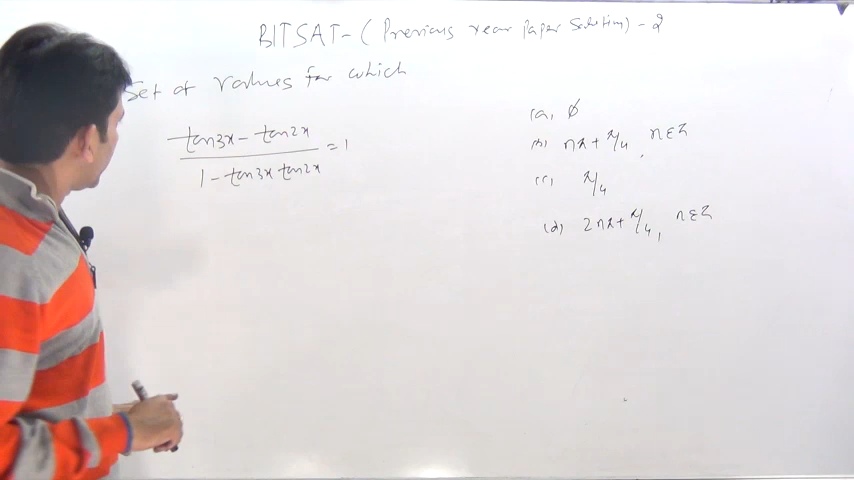 BITSAT - (Previous year Paper Solution) - 2
Set of values for which
tan3x - tan2x
= 1
1 - tan3x tan2x
(a) ϕ
(b) nπ + π/4, n ∈ Z
(c) π/4
(d) 2nπ + π/4, n ∈ Z